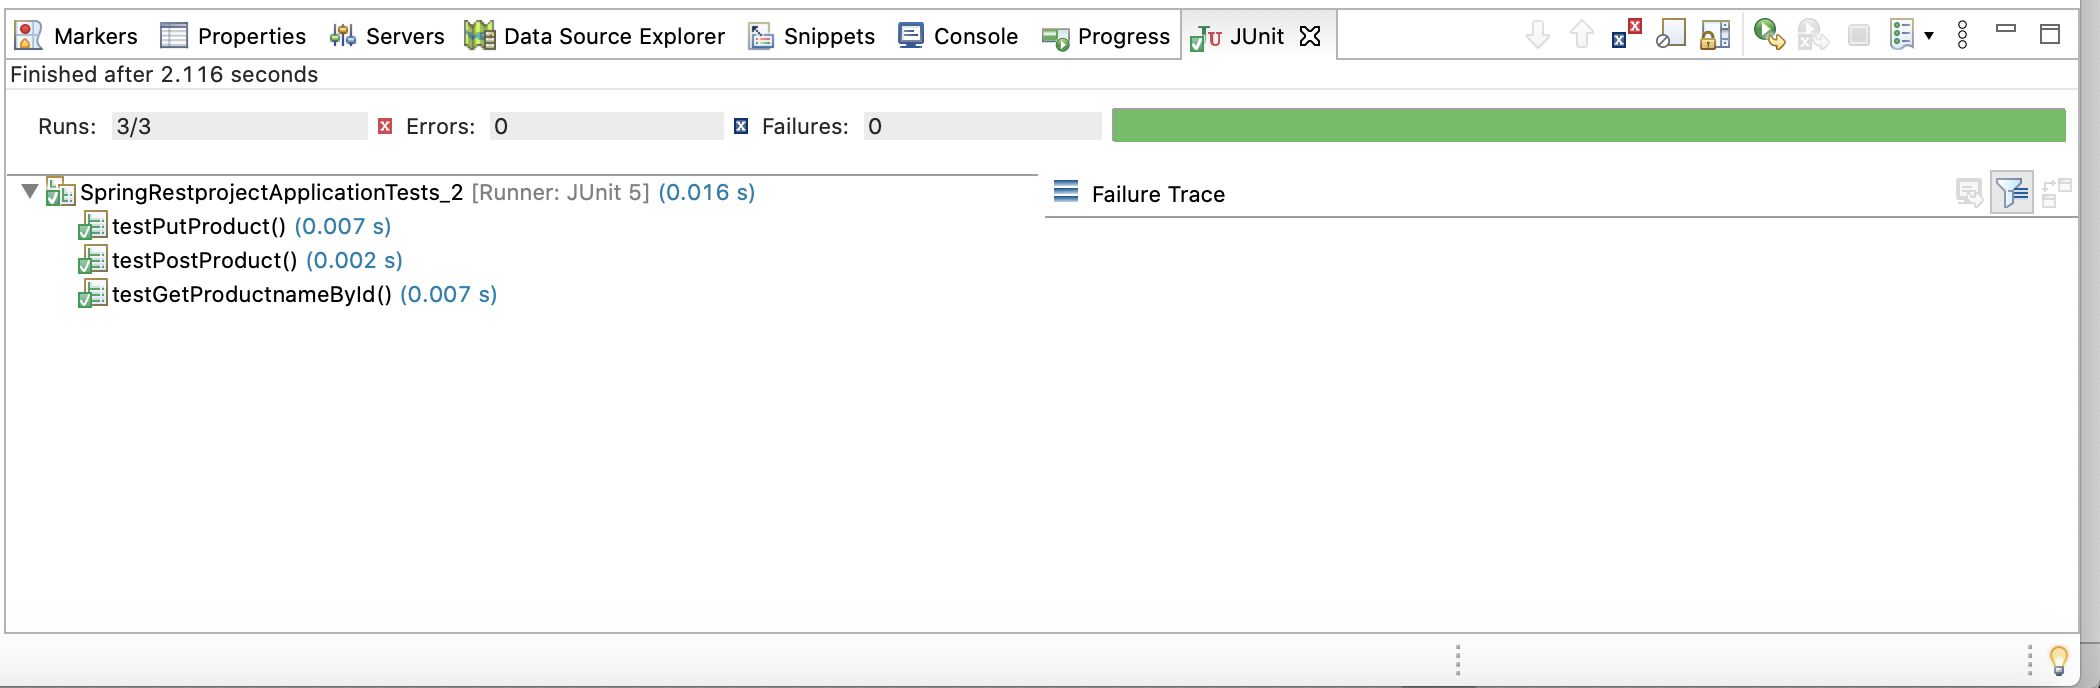 Markers Properties Servers Data Source Explorer Snippets Console Progress JUnit
Finished after 2.116 seconds
Runs: 3/3 Errors: 0 Failures: 0
SpringRestprojectApplicationTests_2 [Runner: JUnit 5] (0.016 s)
Failure Trace
testPutProduct() (0.007 s)
testPostProduct() (0.002 s)
testGetProductnameById() (0.007 s)